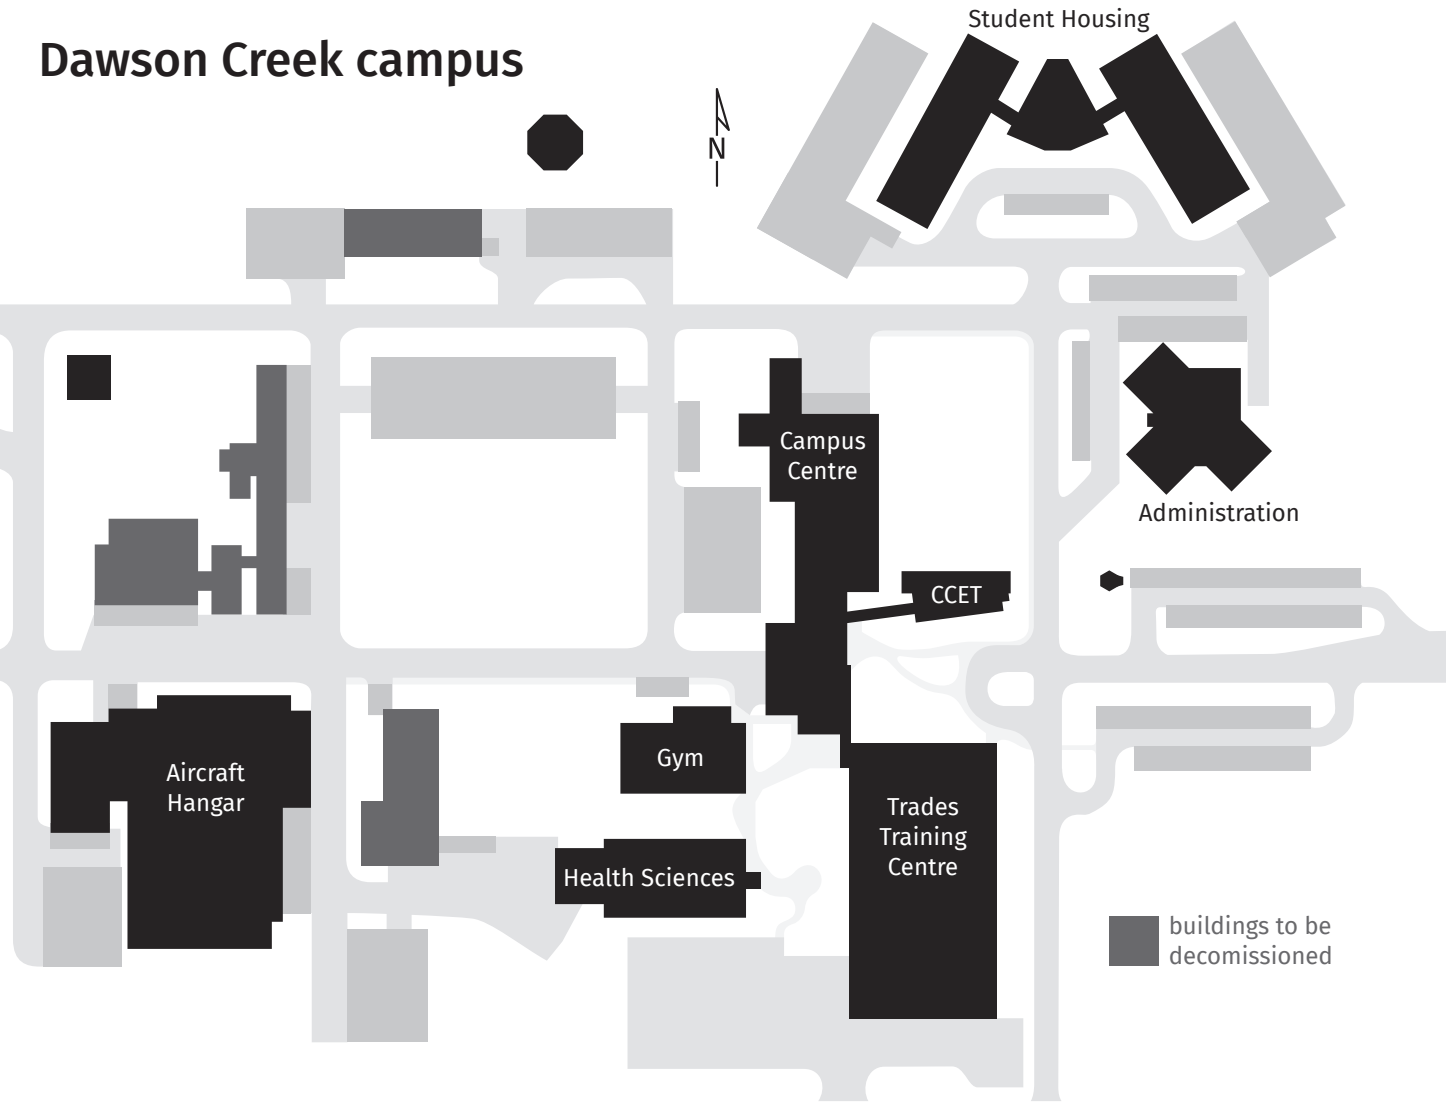 Student Housing
Dawson Creek campus
N
Campus
Centre
Administration
CCET
Gym
Aircraft
Hangar
Trades
Training
Centre
Health Sciences
buildings to be
decomissioned